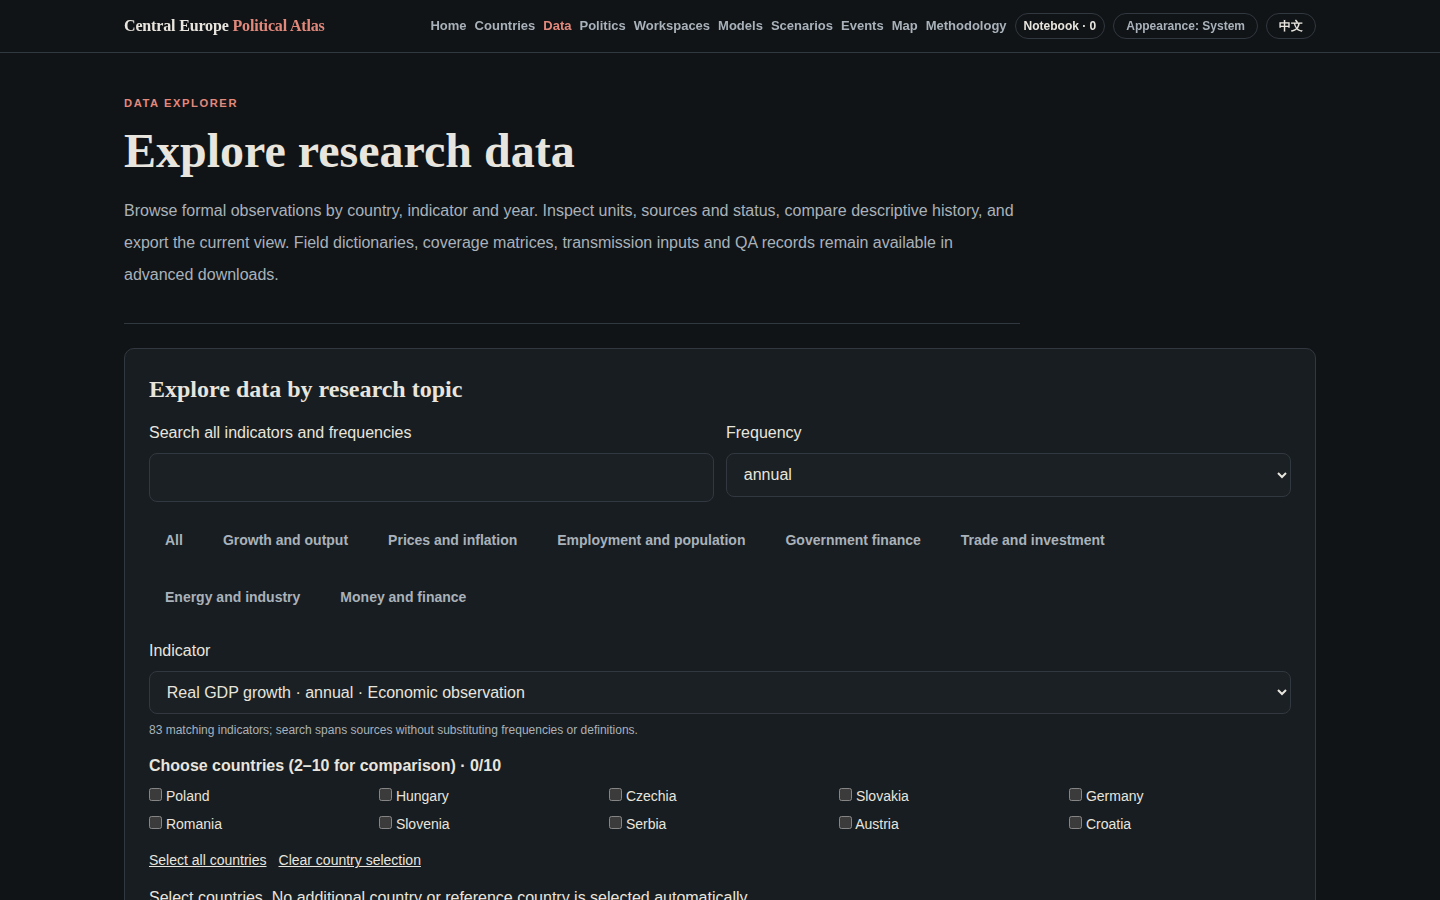 Central Europe Political Atlas
Home Countries Data Politics Workspaces Models Scenarios Events Map Methodology Notebook · 0 Appearance: System 中文
DATA EXPLORER
Explore research data
Browse formal observations by country, indicator and year. Inspect units, sources and status, compare descriptive history, and
export the current view. Field dictionaries, coverage matrices, transmission inputs and QA records remain available in
advanced downloads.
Explore data by research topic
Search all indicators and frequencies
Frequency
annual
All Growth and output Prices and inflation Employment and population Government finance Trade and investment
Energy and industry Money and finance
Indicator
Real GDP growth · annual · Economic observation
83 matching indicators; search spans sources without substituting frequencies or definitions.
Choose countries (2–10 for comparison) · 0/10
Poland Hungary Czechia Slovakia Germany
Romania Slovenia Serbia Austria Croatia
Select all countries Clear country selection
Select countries. No additional country or reference country is selected automatically.